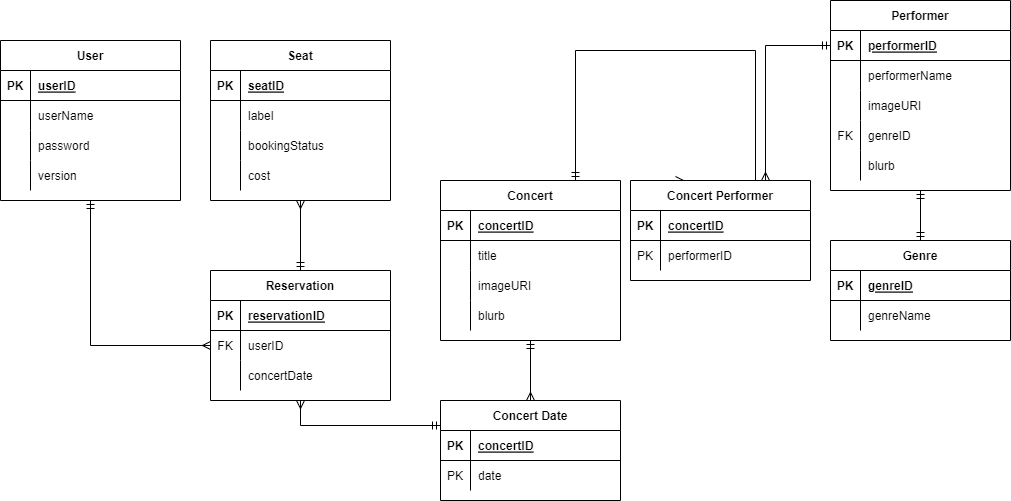 User
PK userID
userName
password
version
Seat
PK seatID
label
bookingStatus
cost
Reservation
PK reservationID
FK userID
concertDate
Concert
PK concertID
title
imageURI
blurb
Concert Date
PK concertID
PK date
Concert Performer
PK concertID
PK performerID
Performer
PK performerID
performerName
imageURI
FK genreID
blurb
Genre
PK genreID
genreName